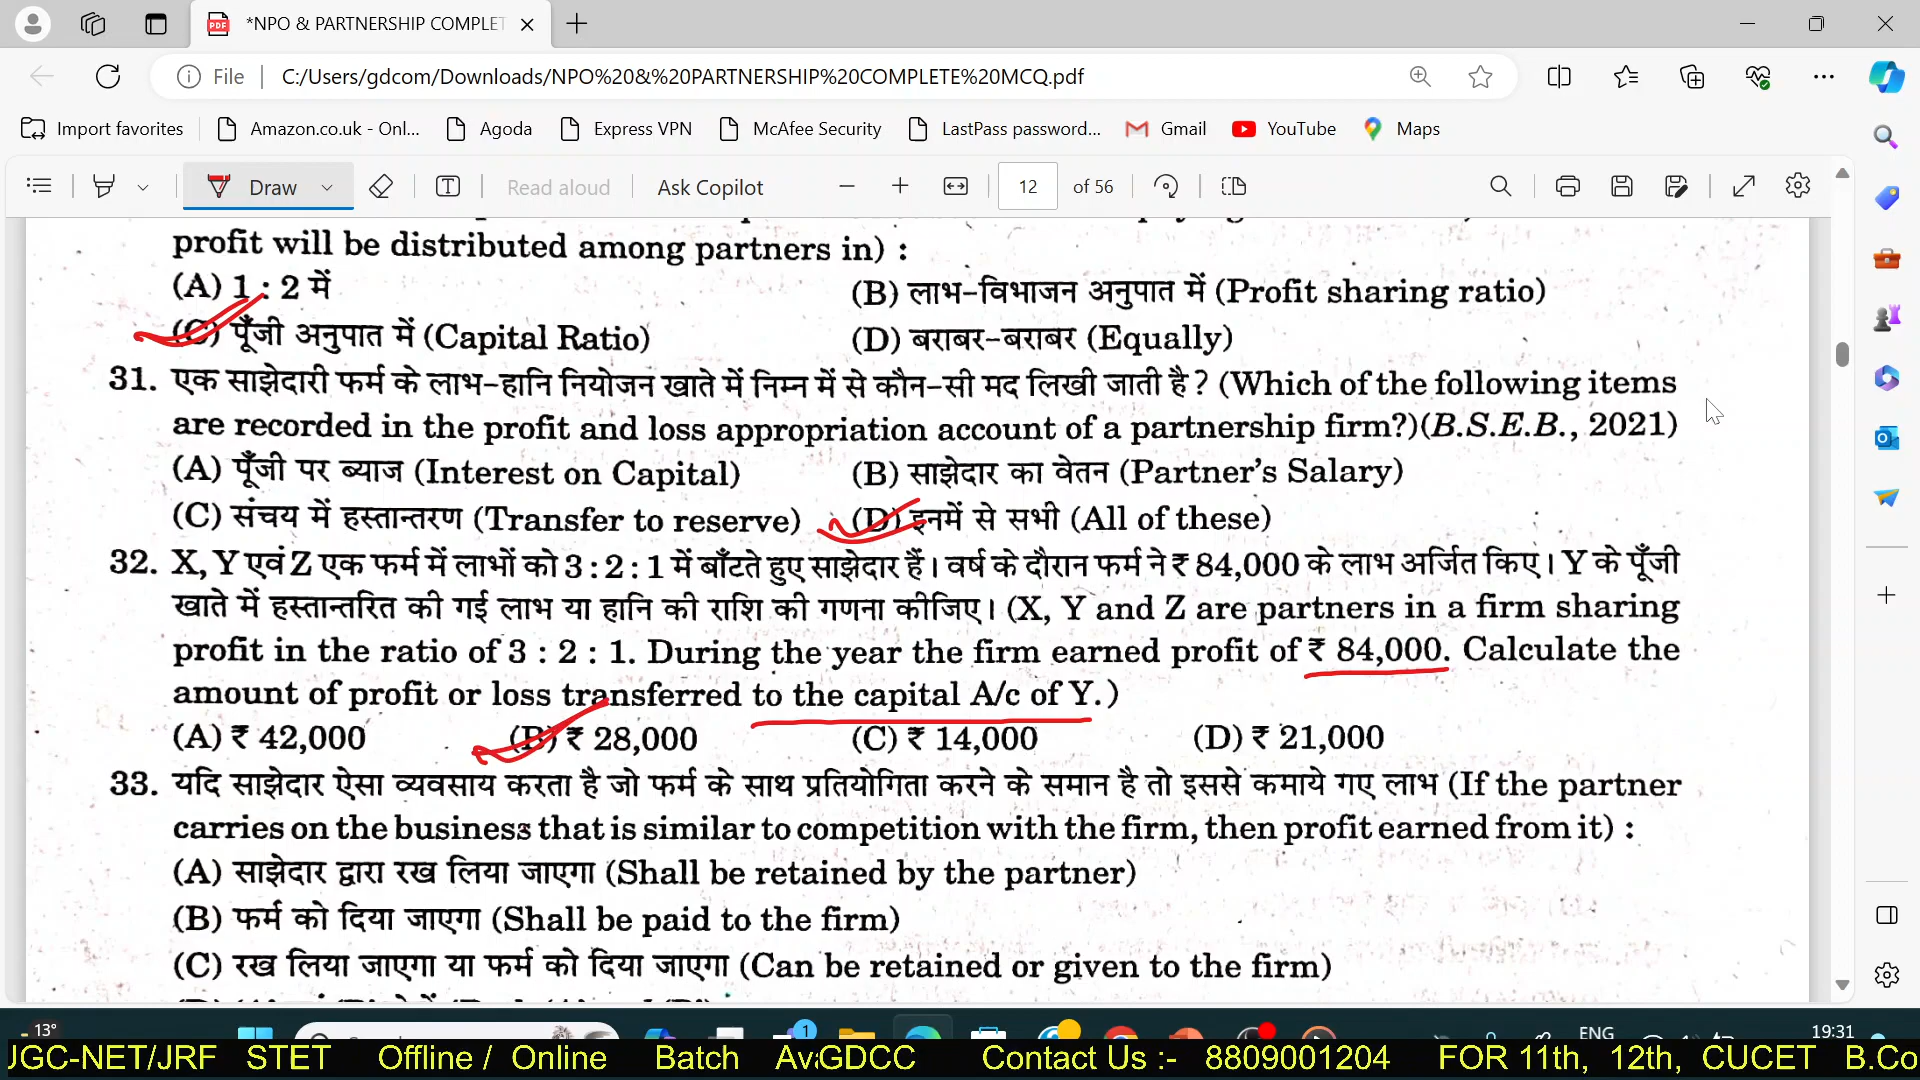 *NPO & PARTNERSHIP COMPLET
File C:/Users/gdcom/Downloads/NPO%20&%20PARTNERSHIP%20COMPLETE%20MCQ.pdf
Import favorites Amazon.co.uk - Onl... Agoda Express VPN McAfee Security LastPass password... Gmail YouTube Maps
Draw Read aloud Ask Copilot 12 of 56
profit will be distributed among partners in) :
(A) 1 : 2 में (B) लाभ-विभाजन अनुपात में (Profit sharing ratio)
(C) पूँजी अनुपात में (Capital Ratio) (D) बराबर-बराबर (Equally)
31. एक साझेदारी फर्म के लाभ-हानि नियोजन खाते में निम्न में से कौन-सी मद लिखी जाती है? (Which of the following items
are recorded in the profit and loss appropriation account of a partnership firm?)(B.S.E.B., 2021)
(A) पूँजी पर ब्याज (Interest on Capital) (B) साझेदार का वेतन (Partner's Salary)
(C) संचय में हस्तान्तरण (Transfer to reserve) (D) इनमें से सभी (All of these)
32. X, Y एवं Z एक फर्म में लाभों को 3 : 2 : 1 में बाँटते हुए साझेदार हैं। वर्ष के दौरान फर्म ने ₹ 84,000 के लाभ अर्जित किए। Y के पूँजी
खाते में हस्तान्तरित की गई लाभ या हानि की राशि की गणना कीजिए। (X, Y and Z are partners in a firm sharing
profit in the ratio of 3 : 2 : 1. During the year the firm earned profit of ₹ 84,000. Calculate the
amount of profit or loss transferred to the capital A/c of Y.)
(A) ₹ 42,000 (B) ₹ 28,000 (C) ₹ 14,000 (D) ₹ 21,000
33. यदि साझेदार ऐसा व्यवसाय करता है जो फर्म के साथ प्रतियोगिता करने के समान है तो इससे कमाये गए लाभ (If the partner
carries on the business that is similar to competition with the firm, then profit earned from it) :
(A) साझेदार द्वारा रख लिया जाएगा (Shall be retained by the partner)
(B) फर्म को दिया जाएगा (Shall be paid to the firm)
(C) रख लिया जाएगा या फर्म को दिया जाएगा (Can be retained or given to the firm)
13° 1 ENG 19:31
JGC-NET/JRF STET Offline / Online Batch Av GDCC Contact Us :- 8809001204 FOR 11th, 12th, CUCET B.Co